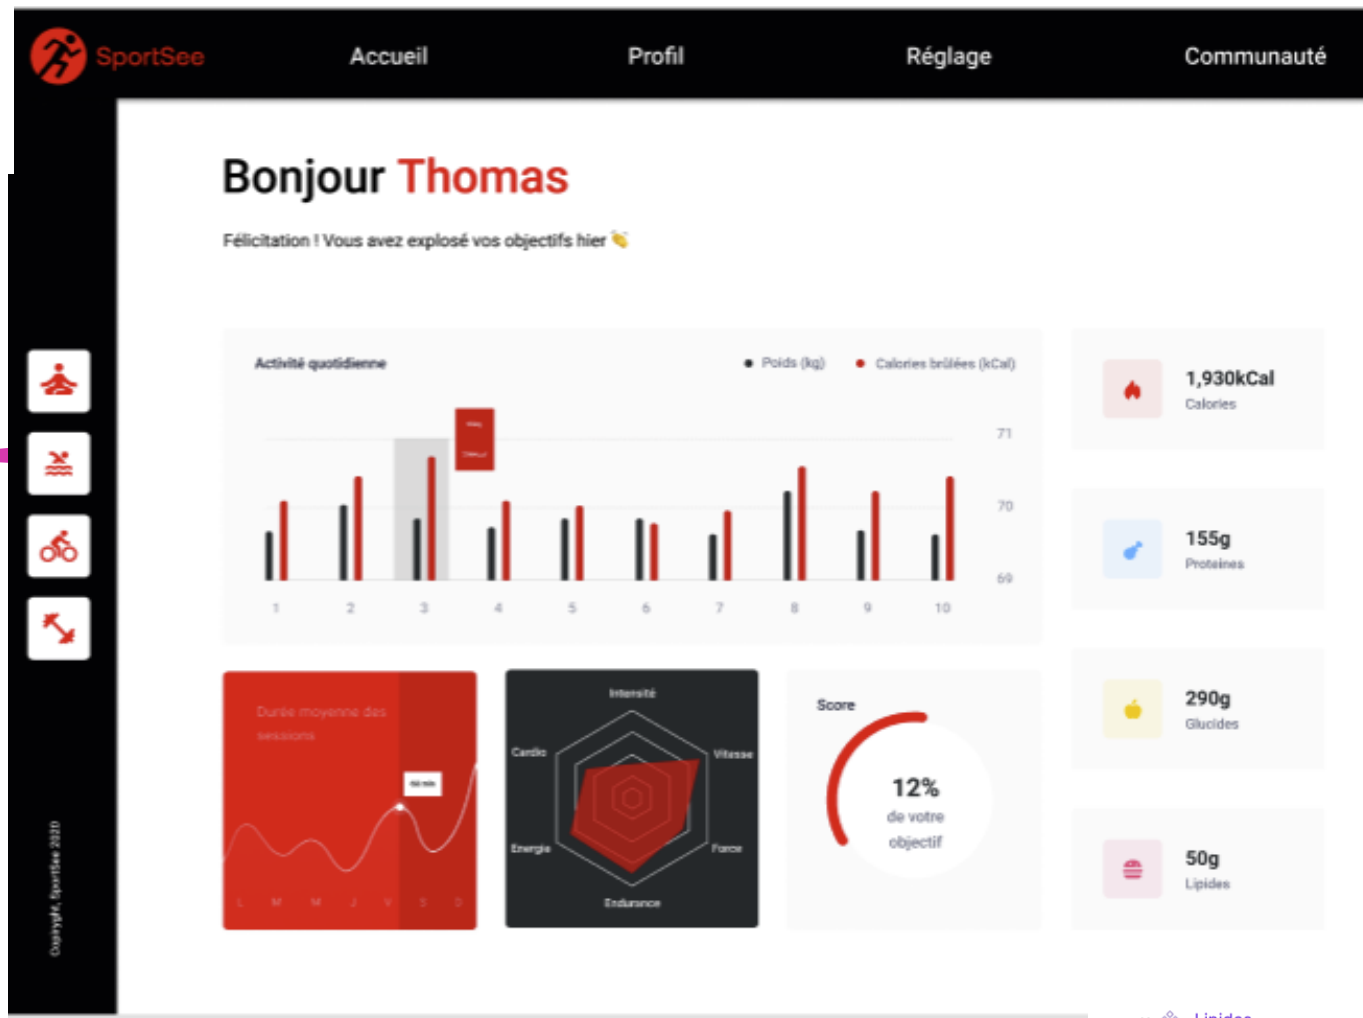 SportSee
Accueil
Profil
Réglage
Communauté
Bonjour Thomas
Félicitation ! Vous avez explosé vos objectifs hier 👏
Activité quotidienne
Poids (kg)
Calories brûlées (kCal)
71
70
69
1 2 3 4 5 6 7 8 9 10
1,930kCal
Calories
155g
Proteines
290g
Glucides
50g
Lipides
Durée moyenne des
sessions
60 min
L M M J V S D
Intensité
Vitesse
Force
Endurance
Energie
Cardio
Score
12%
de votre
objectif
Copiryght, SportSee 2020
Lipides